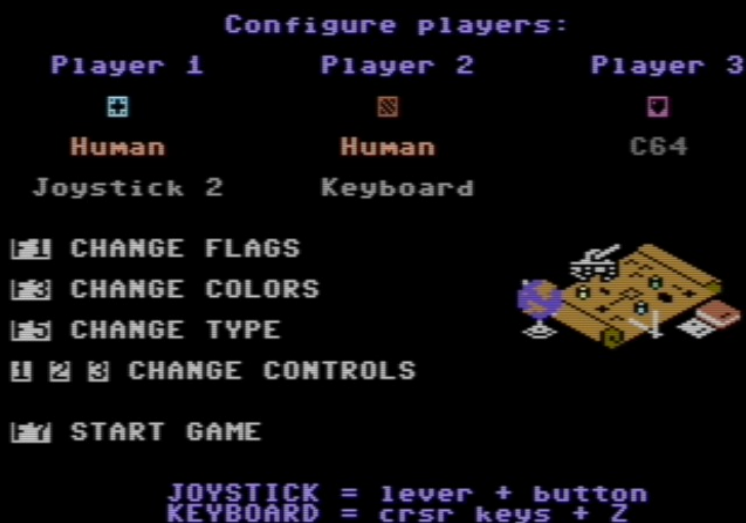 Configure players:
Player 1 Player 2 Player 3
Human Human C64
Joystick 2 Keyboard
F1 CHANGE FLAGS
F3 CHANGE COLORS
F5 CHANGE TYPE
1 2 3 CHANGE CONTROLS
F7 START GAME
JOYSTICK = lever + button
KEYBOARD = crsr keys + Z